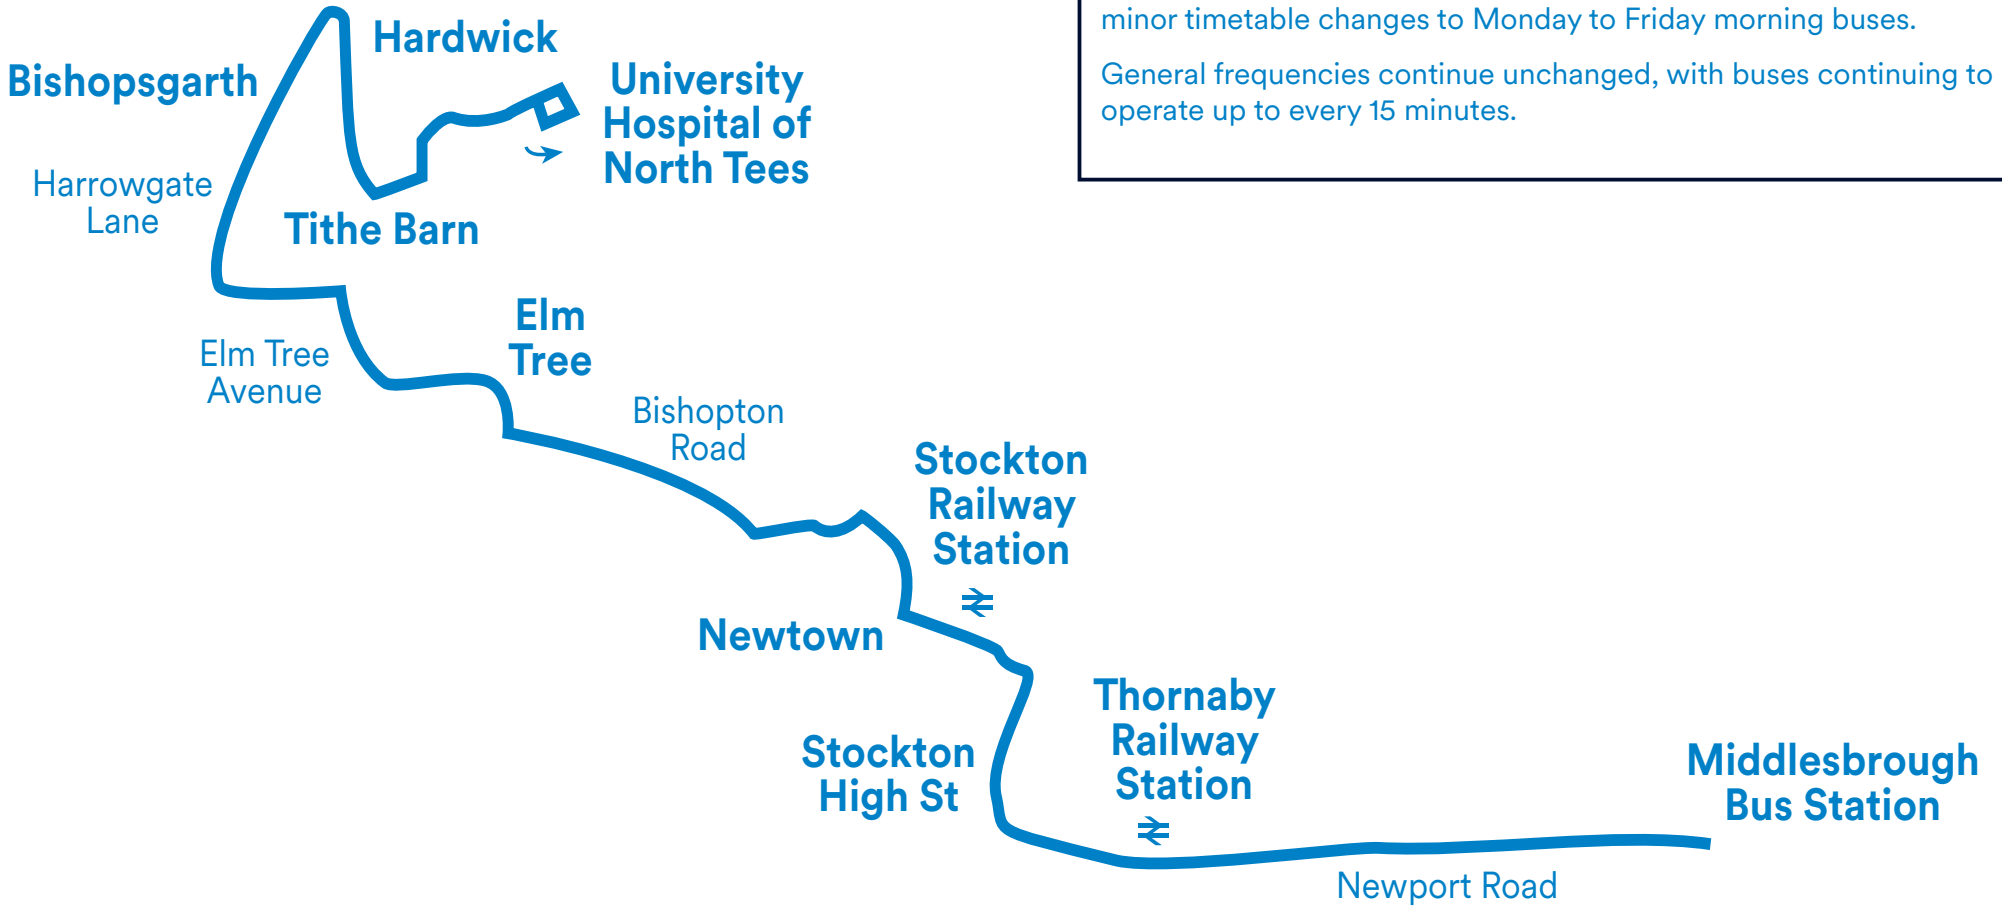 minor timetable changes to Monday to Friday morning buses.
General frequencies continue unchanged, with buses continuing to
operate up to every 15 minutes.
Hardwick
Bishopsgarth
University
Hospital of
North Tees
Harrowgate
Lane
Tithe Barn
Elm
Tree
Elm Tree
Avenue
Bishopton
Road
Stockton
Railway
Station
Newtown
Thornaby
Railway
Station
Stockton
High St
Middlesbrough
Bus Station
Newport Road